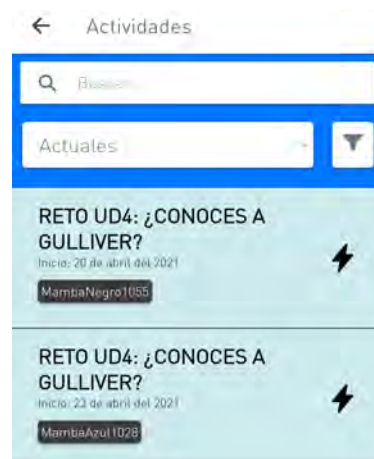 Actividades
Buscar
Actuales
RETO UD4: ¿CONOCES A
GULLIVER?
Inicio: 20 de abril del 2021
MambaNegro1055
RETO UD4: ¿CONOCES A
GULLIVER?
Inicio: 23 de abril del 2021
MambaAzul1028